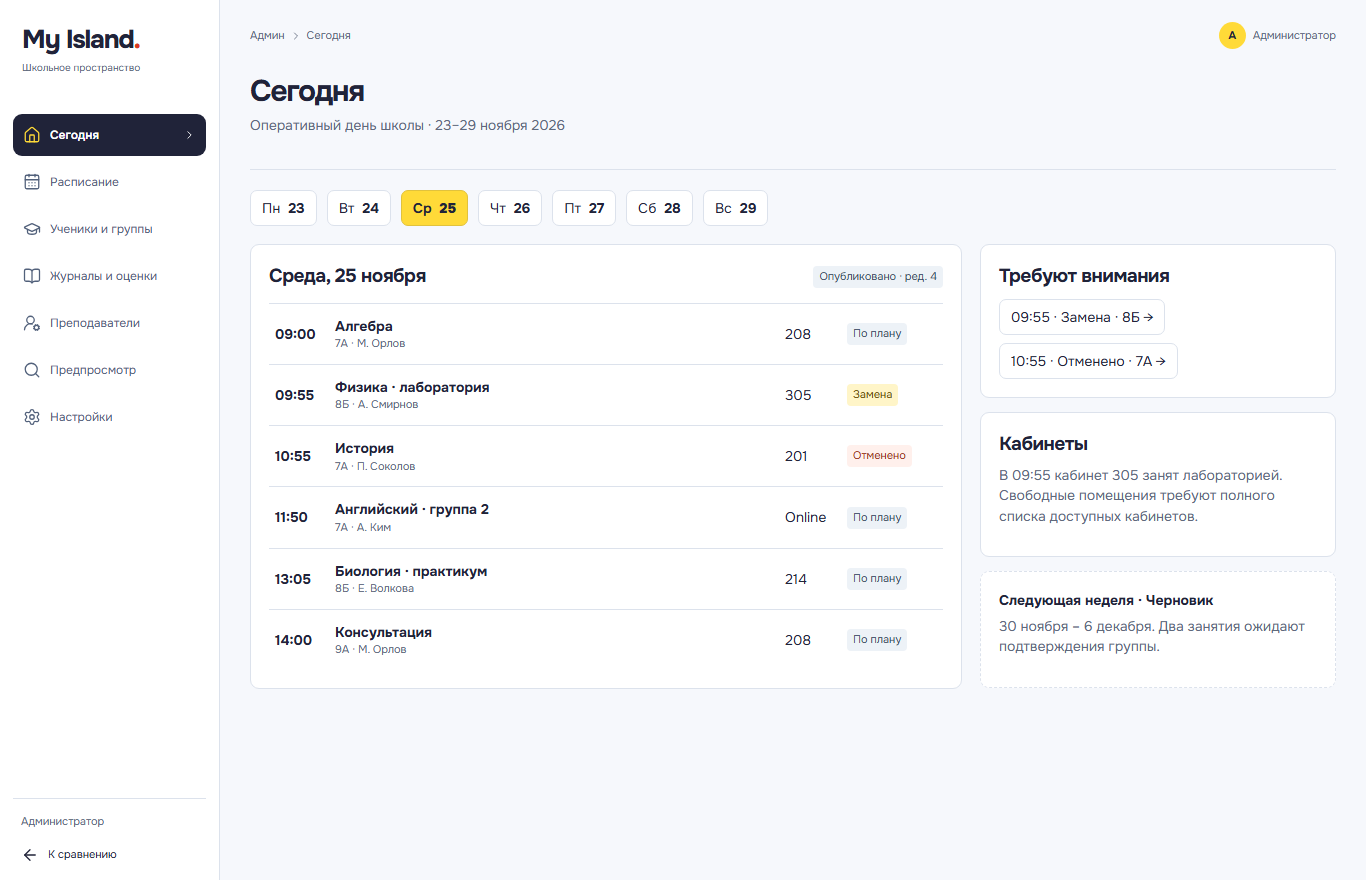 My Island.
Школьное пространство
Сегодня
Расписание
Ученики и группы
Журналы и оценки
Преподаватели
Предпросмотр
Настройки
Администратор
К сравнению
Админ > Сегодня
А Администратор
Сегодня
Оперативный день школы · 23–29 ноября 2026
Пн 23 Вт 24 Ср 25 Чт 26 Пт 27 Сб 28 Вс 29
Среда, 25 ноября Опубликовано · ред. 4
09:00 Алгебра 208 По плану
7А · М. Орлов
09:55 Физика · лаборатория 305 Замена
8Б · А. Смирнов
10:55 История 201 Отменено
7А · П. Соколов
11:50 Английский · группа 2 Online По плану
7А · А. Ким
13:05 Биология · практикум 214 По плану
8Б · Е. Волкова
14:00 Консультация 208 По плану
9А · М. Орлов
Требуют внимания
09:55 · Замена · 8Б →
10:55 · Отменено · 7А →
Кабинеты
В 09:55 кабинет 305 занят лабораторией.
Свободные помещения требуют полного
списка доступных кабинетов.
Следующая неделя · Черновик
30 ноября – 6 декабря. Два занятия ожидают
подтверждения группы.